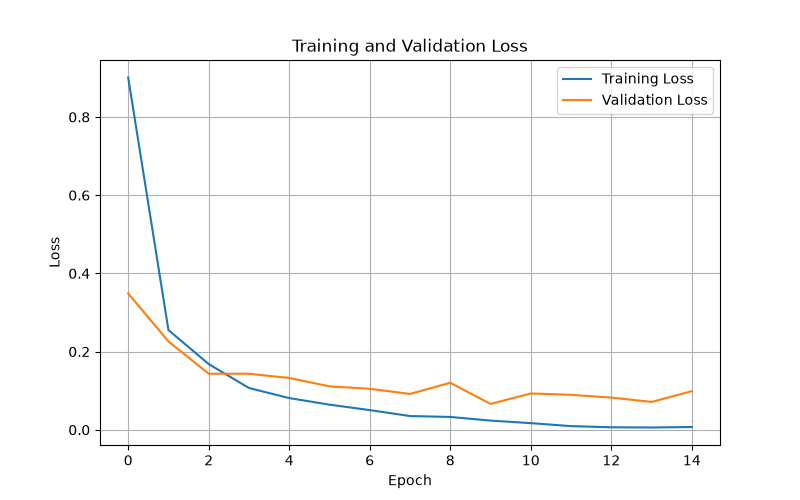 Training and Validation Loss
Training Loss
Validation Loss
0.8
0.6
0.4
0.2
0.0
Loss
0 2 4 6 8 10 12 14
Epoch